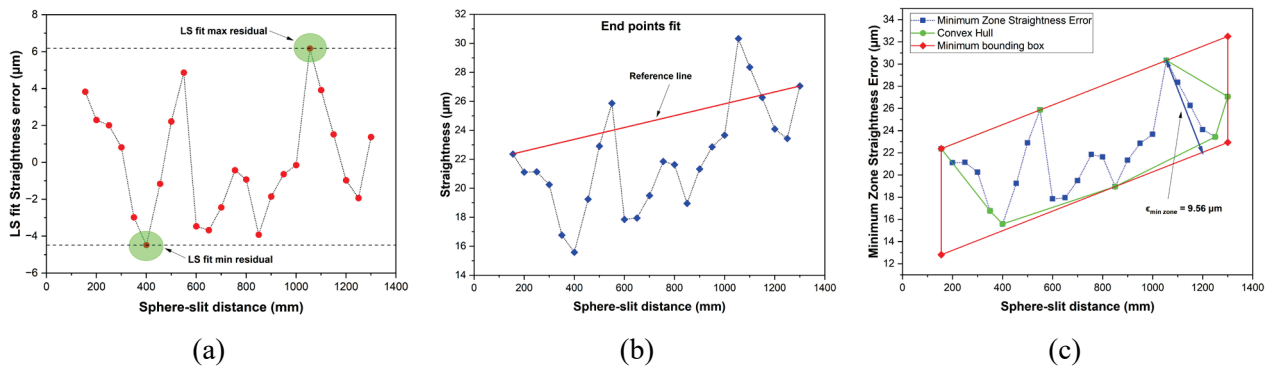 LS fit max residual
LS fit min residual
LS fit Straightness error (µm)
8
6
4
2
0
−2
−4
−6
0 200 400 600 800 1000 1200 1400
Sphere-slit distance (mm)
(a)
End points fit
Reference line
Straightness (µm)
32
30
28
26
24
22
20
18
16
14
0 200 400 600 800 1000 1200 1400
Sphere-slit distance (mm)
(b)
Minimum Zone Straightness Error
Convex Hull
Minimum bounding box
ϵmin zone = 9.56 µm
Minimum Zone Straightness Error (µm)
34
32
30
28
26
24
22
20
18
16
14
12
11
0 200 400 600 800 1000 1200 1400
Sphere-slit distance (mm)
(c)